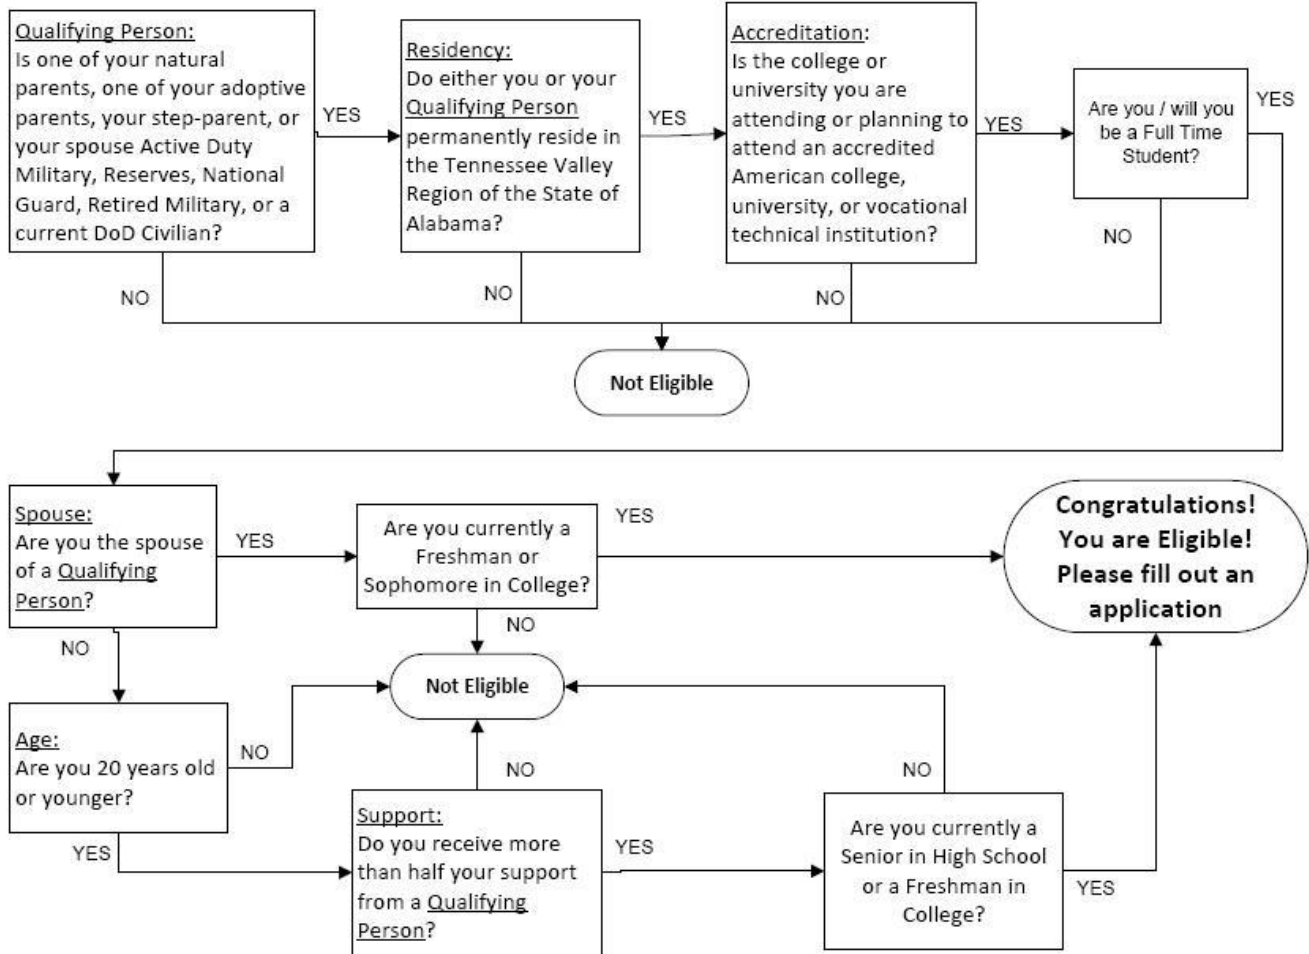 Qualifying Person:
Is one of your natural
parents, one of your adoptive
parents, your step-parent, or
your spouse Active Duty
Military, Reserves, National
Guard, Retired Military, or a
current DoD Civilian?
YES
NO
Residency:
Do either you or your
Qualifying Person
permanently reside in
the Tennessee Valley
Region of the State of
Alabama?
YES
NO
Accreditation:
Is the college or
university you are
attending or planning to
attend an accredited
American college,
university, or vocational
technical institution?
YES
NO
Are you / will you
be a Full Time
Student?
YES
NO
Not Eligible
Spouse:
Are you the spouse
of a Qualifying
Person?
YES
NO
Are you currently a
Freshman or
Sophomore in College?
YES
NO
Congratulations!
You are Eligible!
Please fill out an
application
Not Eligible
Age:
Are you 20 years old
or younger?
NO
YES
Support:
Do you receive more
than half your support
from a Qualifying
Person?
NO
YES
Are you currently a
Senior in High School
or a Freshman in
College?
NO
YES